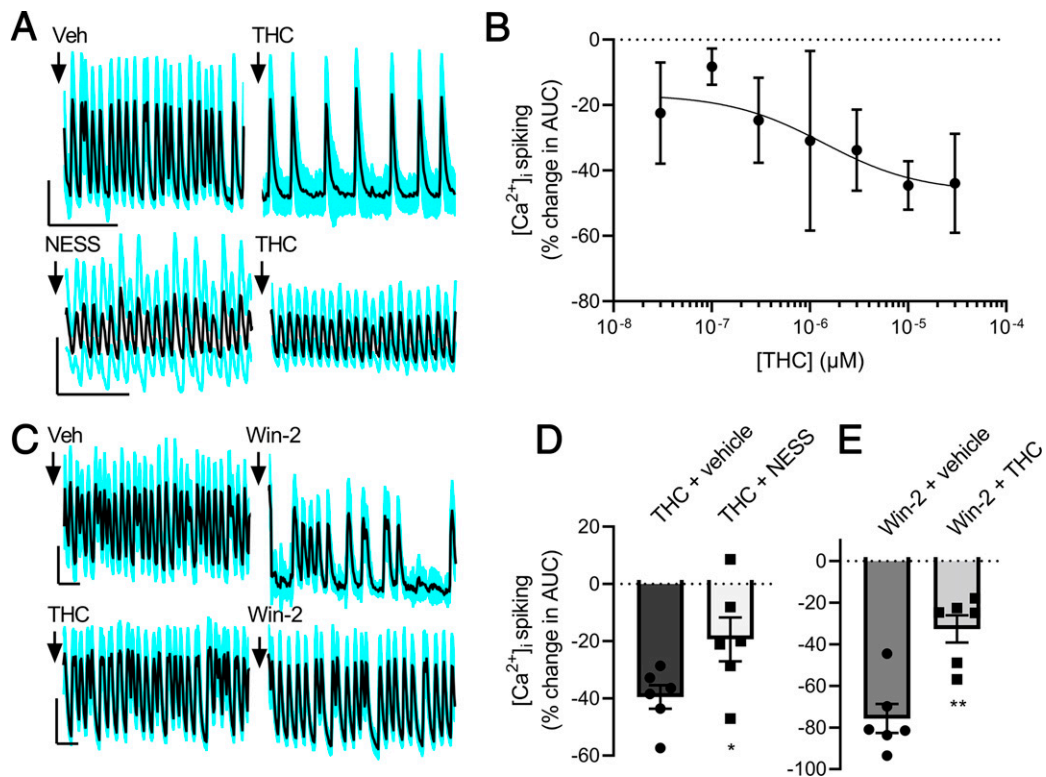 A
Veh
THC
NESS
THC
B
[Ca²⁺]ᵢ spiking
(% change in AUC)
0
-20
-40
-60
-80
10⁻⁸
10⁻⁷
10⁻⁶
10⁻⁵
10⁻⁴
[THC] (µM)
C
Veh
Win-2
THC
Win-2
D
THC + vehicle
THC + NESS
[Ca²⁺]ᵢ spiking
(% change in AUC)
20
0
-20
-40
-60
*
E
Win-2 + vehicle
Win-2 + THC
0
-20
-40
-60
-80
-100
**